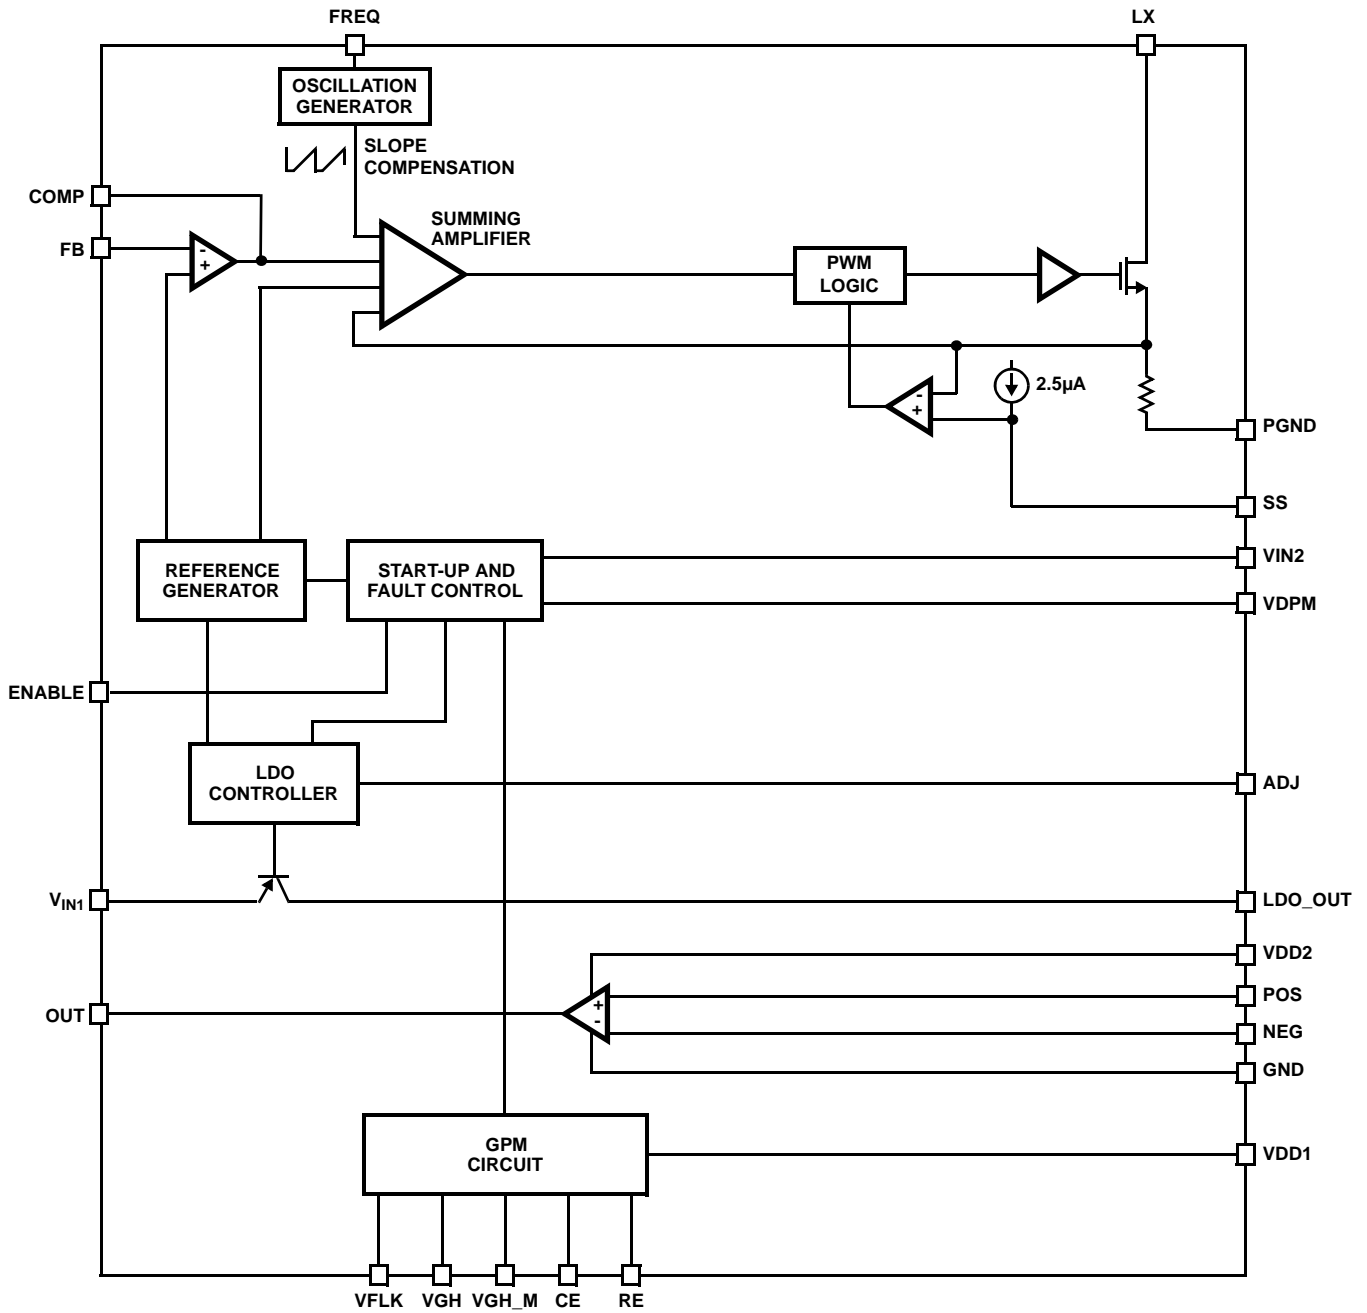 FREQ
LX
OSCILLATION
GENERATOR
SLOPE
COMPENSATION
COMP
SUMMING
AMPLIFIER
FB
-
+
PWM
LOGIC
2.5µA
-
+
PGND
SS
REFERENCE
GENERATOR
START-UP AND
FAULT CONTROL
VIN2
VDPM
ENABLE
LDO
CONTROLLER
ADJ
VIN1
LDO_OUT
VDD2
POS
+
-
OUT
NEG
GND
GPM
CIRCUIT
VDD1
VFLK
VGH
VGH_M
CE
RE